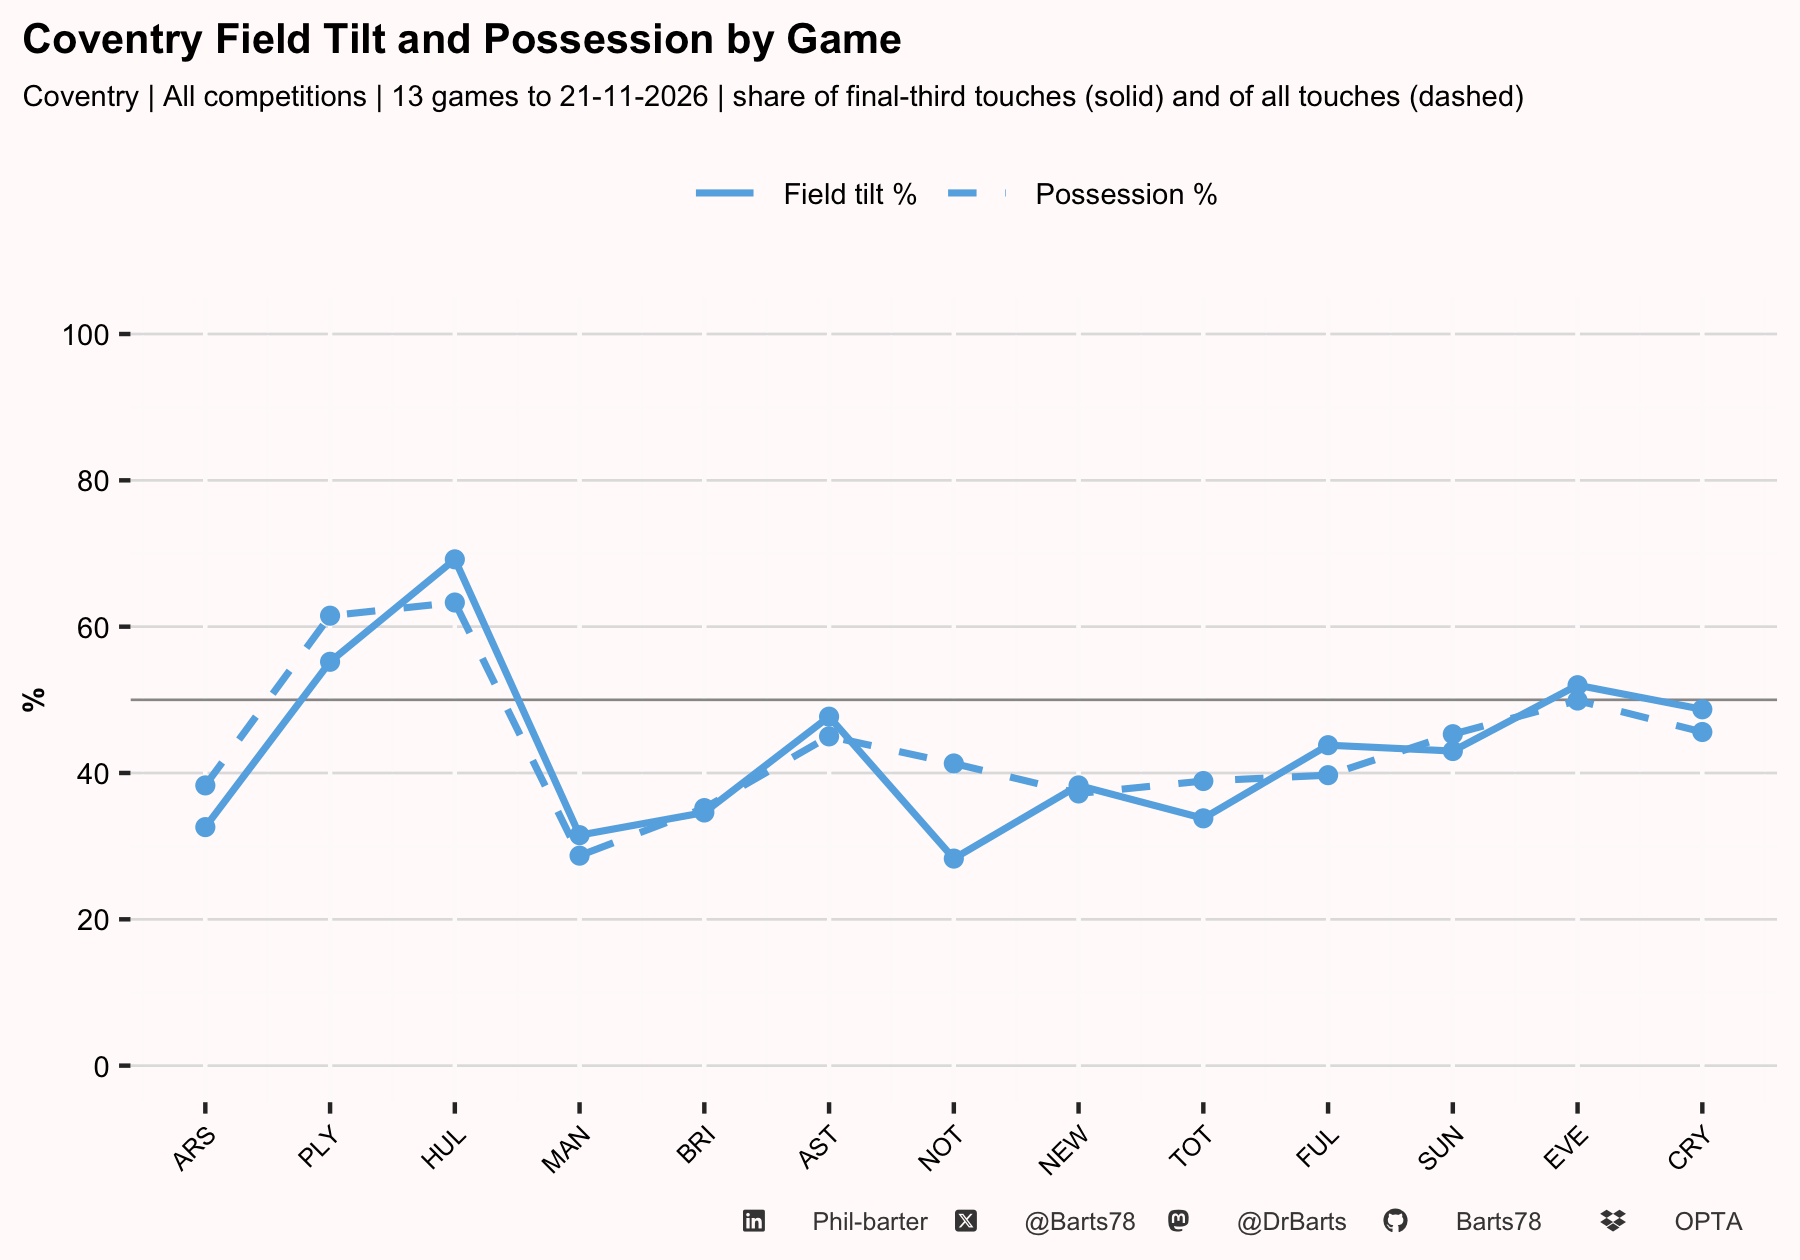 Coventry Field Tilt and Possession by Game
Coventry | All competitions | 13 games to 21-11-2026 | share of final-third touches (solid) and of all touches (dashed)
Field tilt % Possession %
100
80
60
40
20
0
%
ARS PLY HUL MAN BRI AST NOT NEW TOT FUL SUN EVE CRY
Phil-barter @Barts78 @DrBarts Barts78 OPTA